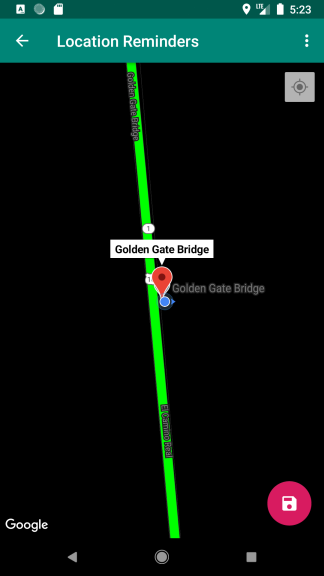 A
LTE
5:23
Location Reminders
Golden Gate Bridge
1
Golden Gate Bridge
1
Golden Gate Bridge
El Camino Real
Google